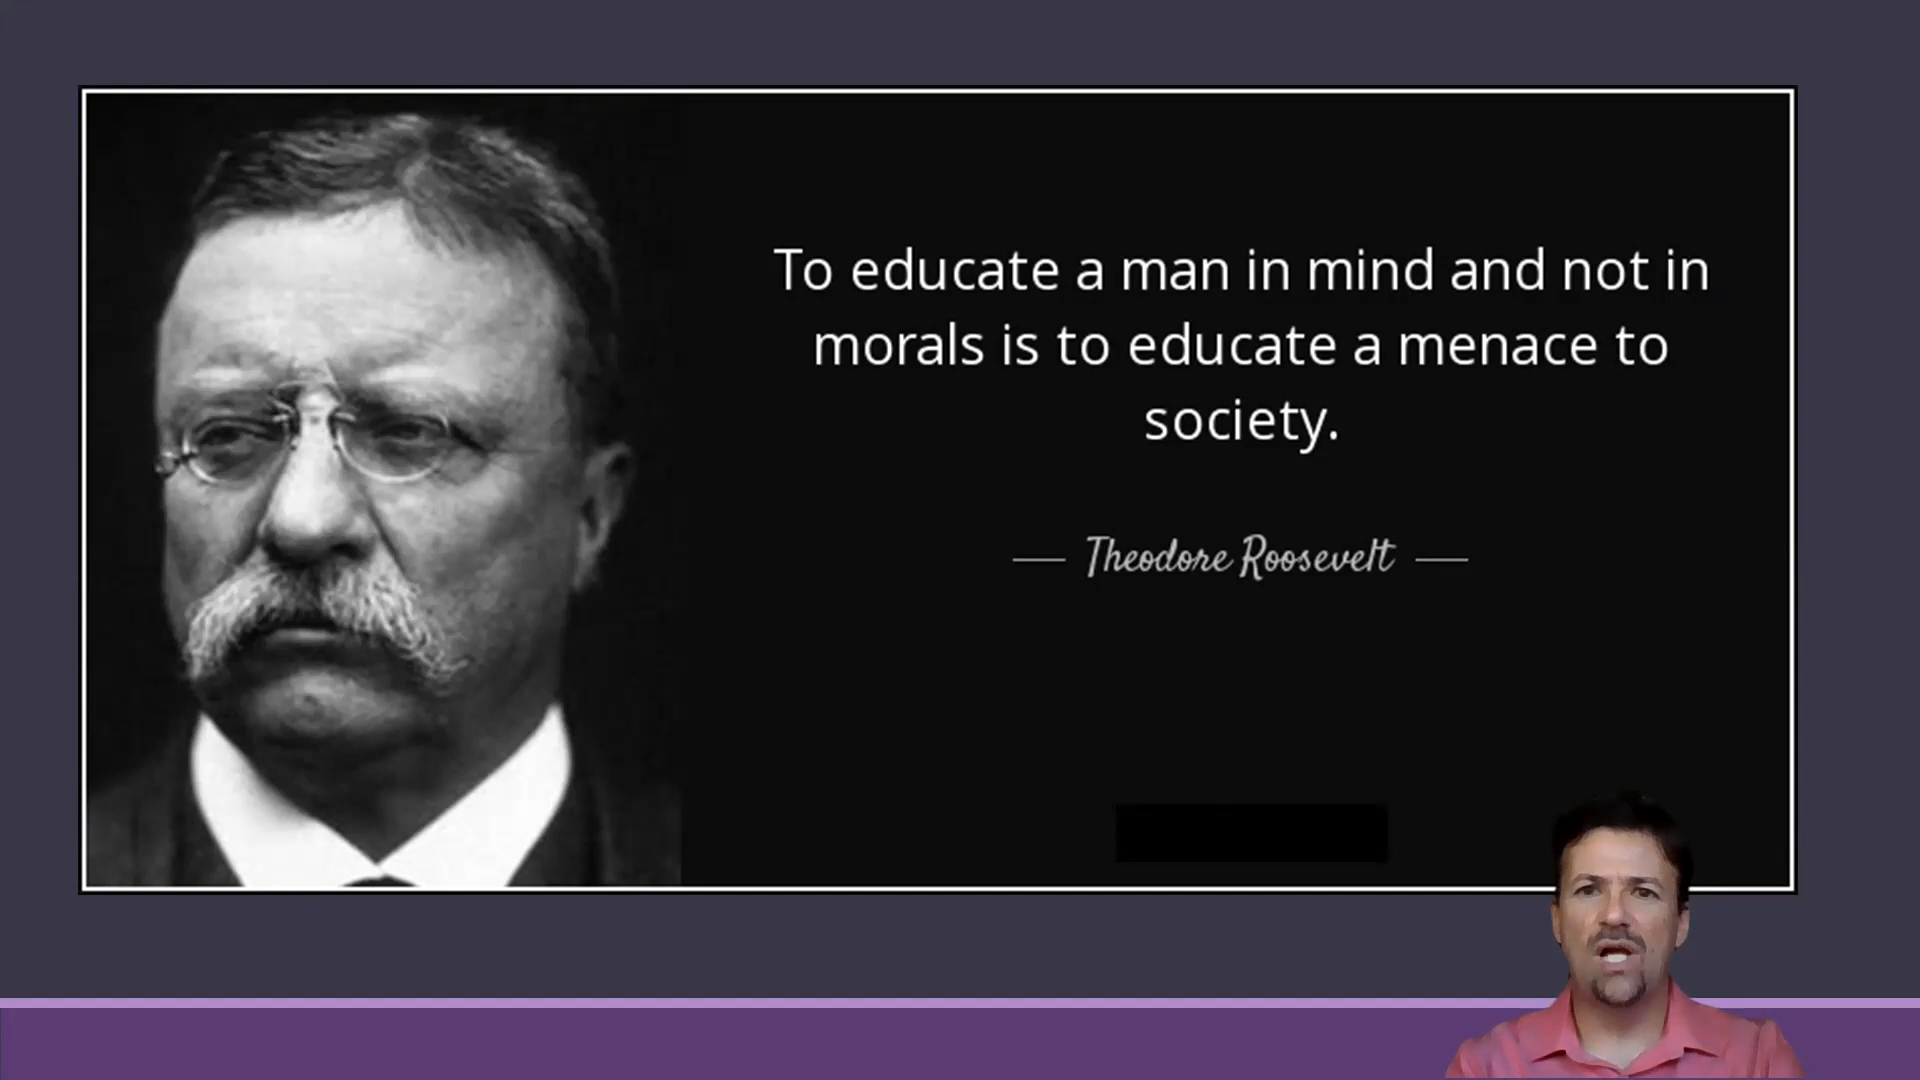 To educate a man in mind and not in
morals is to educate a menace to
society.
— Theodore Roosevelt —